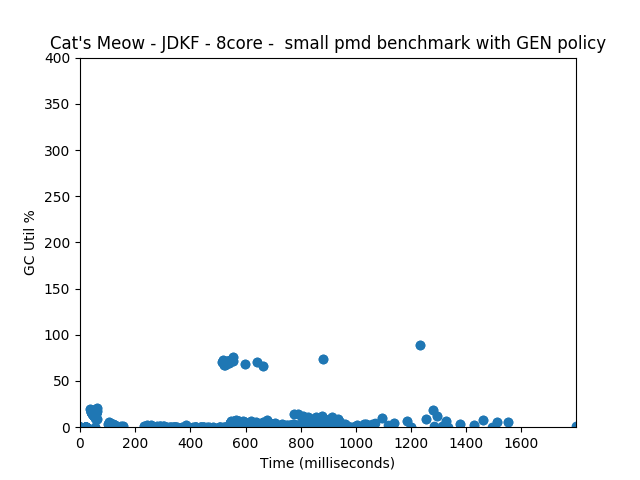 Cat's Meow - JDKF - 8core -  small pmd benchmark with GEN policy
400
350
300
250
200
150
100
50
0
GC Util %
0 200 400 600 800 1000 1200 1400 1600
Time (milliseconds)